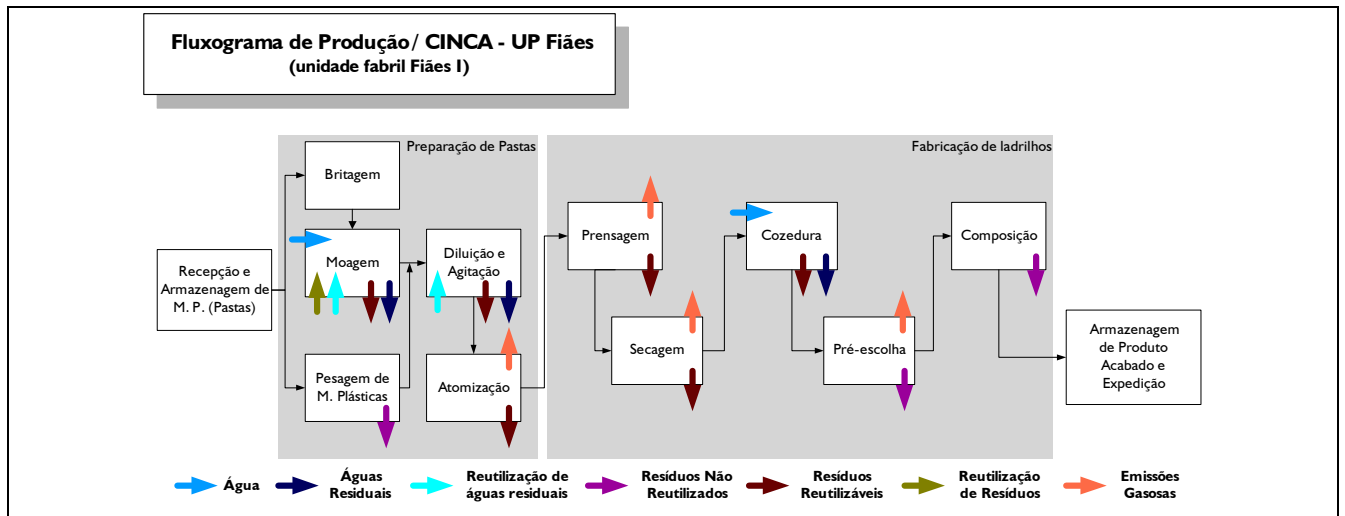 Fluxograma de Produção/ CINCA - UP Fiães
(unidade fabril Fiães I)
Preparação de Pastas
Fabricação de ladrilhos
Recepção e
Armazenagem de
M. P. (Pastas)
Britagem
Moagem
Pesagem de
M. Plásticas
Diluição e
Agitação
Atomização
Prensagem
Secagem
Cozedura
Pré-escolha
Composição
Armazenagem
de Produto
Acabado e
Expedição
Água
Águas
Residuais
Reutilização de
águas residuais
Resíduos Não
Reutilizados
Resíduos
Reutilizáveis
Reutilização
de Resíduos
Emissões
Gasosas